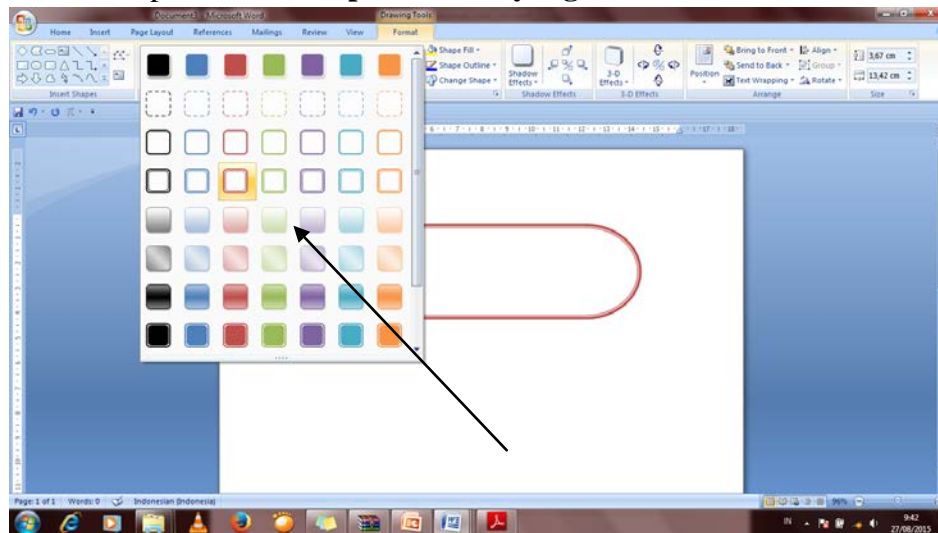 Document3 - Microsoft Word
Drawing Tools
Home Insert Page Layout References Mailings Review View Format
Shape Fill
Shape Outline
Change Shape
Shadow Effects
3-D Effects
Position
Bring to Front
Send to Back
Text Wrapping
Align
Group
Rotate
3,67 cm
13,42 cm
Insert Shapes
Shadow Effects
3-D Effects
Arrange
Size
Page: 1 of 1 Words: 0 Indonesian (Indonesia)
96%
IN
9:42
27/08/2015